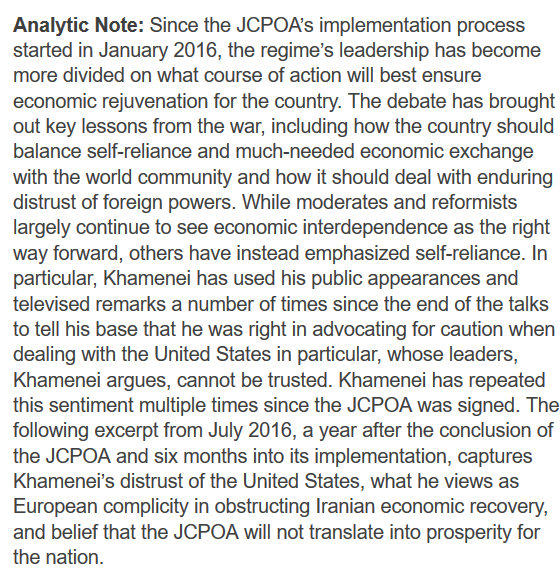 Analytic Note: Since the JCPOA’s implementation process
started in January 2016, the regime’s leadership has become
more divided on what course of action will best ensure
economic rejuvenation for the country. The debate has brought
out key lessons from the war, including how the country should
balance self-reliance and much-needed economic exchange
with the world community and how it should deal with enduring
distrust of foreign powers. While moderates and reformists
largely continue to see economic interdependence as the right
way forward, others have instead emphasized self-reliance. In
particular, Khamenei has used his public appearances and
televised remarks a number of times since the end of the talks
to tell his base that he was right in advocating for caution when
dealing with the United States in particular, whose leaders,
Khamenei argues, cannot be trusted. Khamenei has repeated
this sentiment multiple times since the JCPOA was signed. The
following excerpt from July 2016, a year after the conclusion of
the JCPOA and six months into its implementation, captures
Khamenei’s distrust of the United States, what he views as
European complicity in obstructing Iranian economic recovery,
and belief that the JCPOA will not translate into prosperity for
the nation.